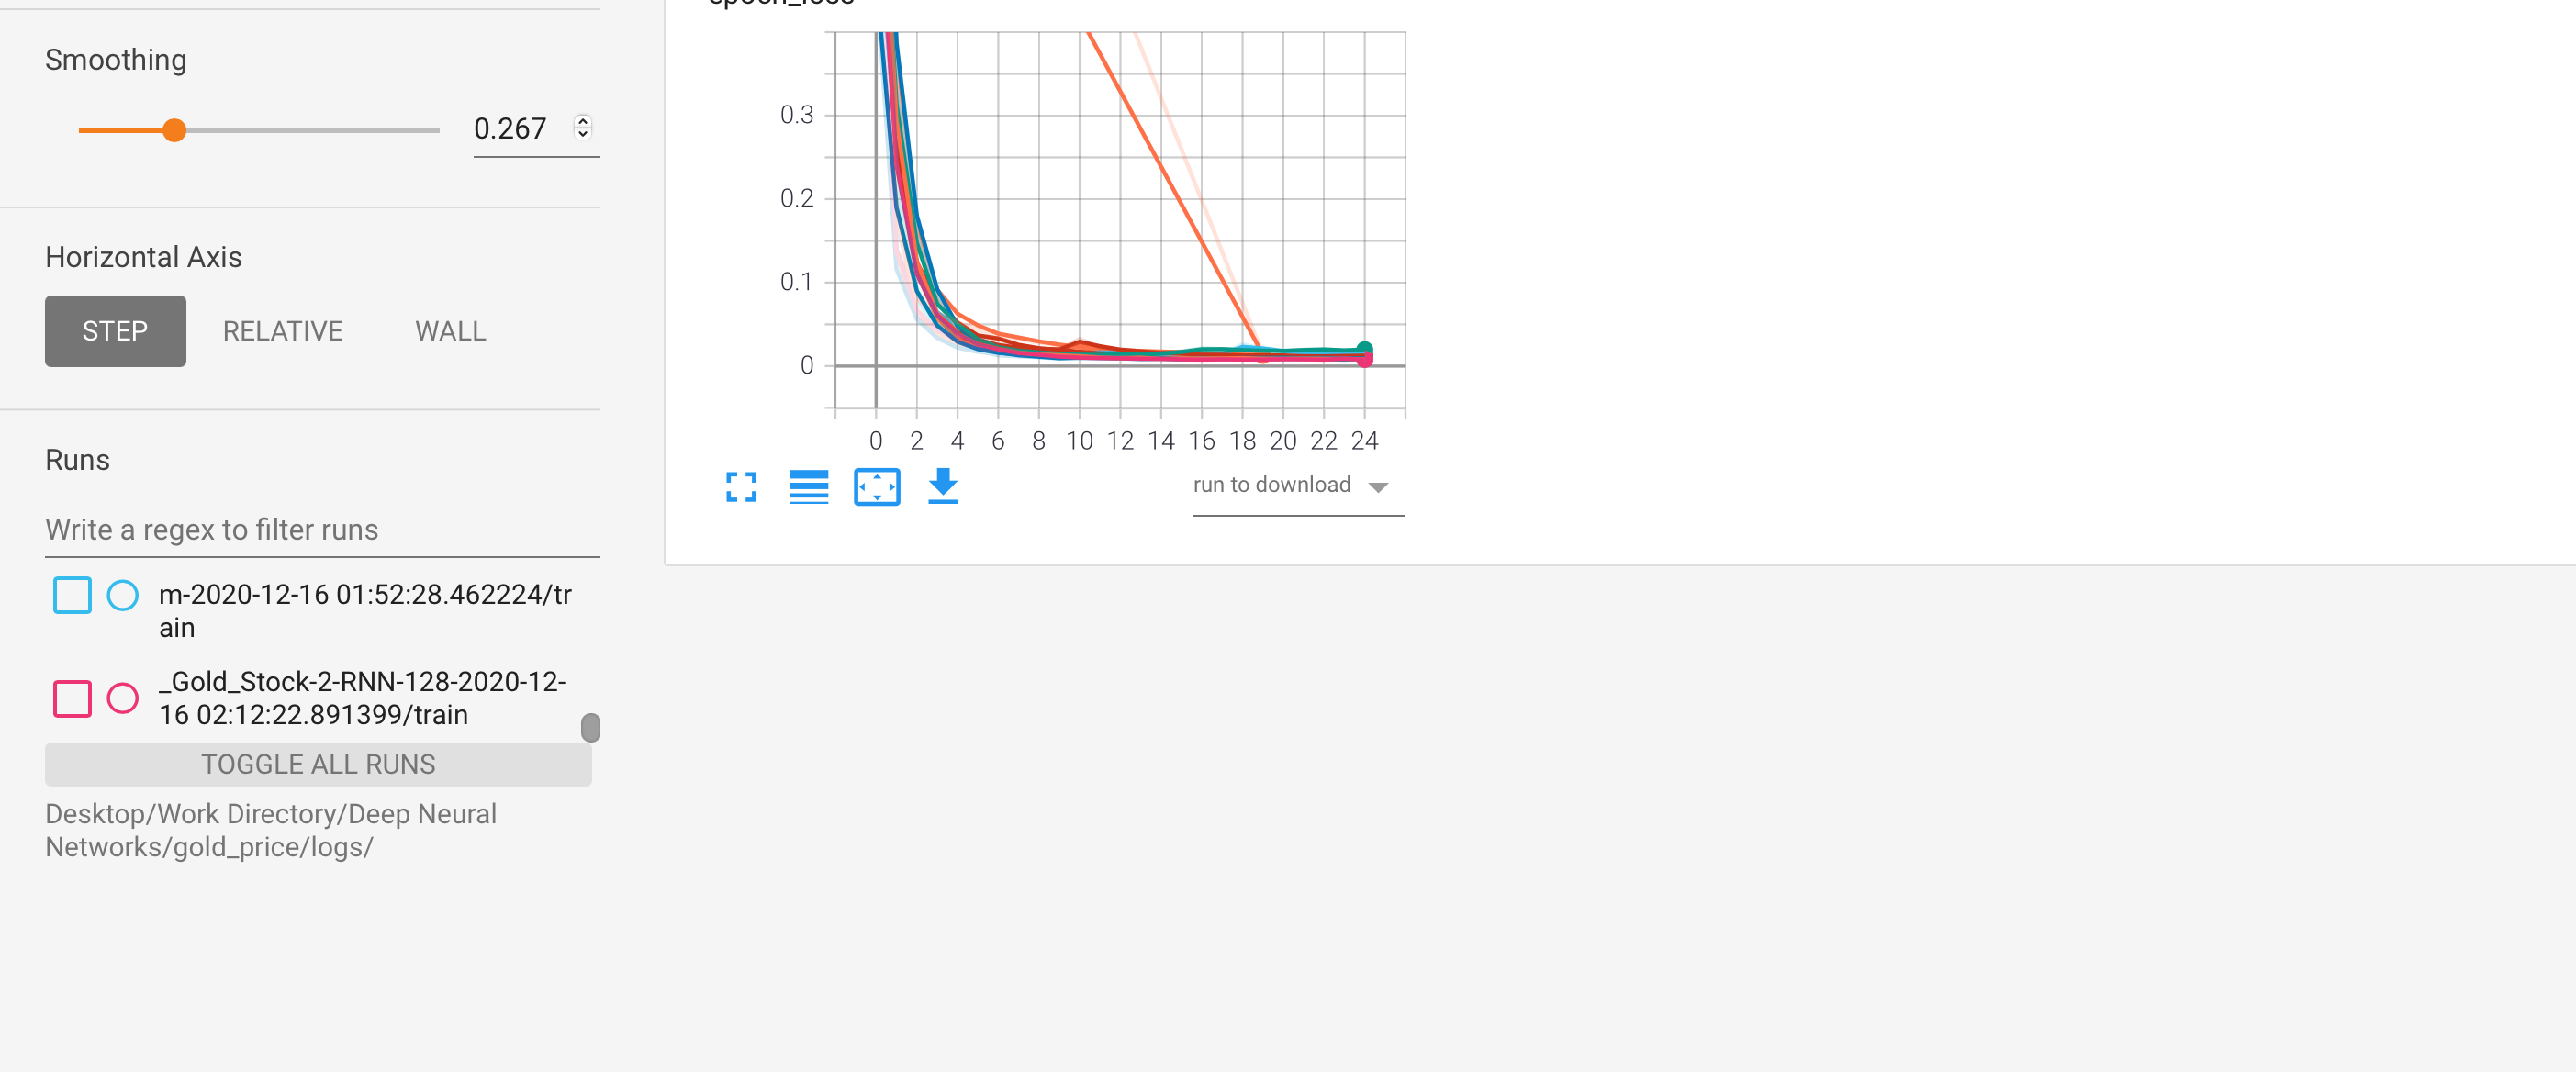 Smoothing
0.267
Horizontal Axis
STEP RELATIVE WALL
Runs
Write a regex to filter runs
m-2020-12-16 01:52:28.462224/tr
ain
_Gold_Stock-2-RNN-128-2020-12-
16 02:12:22.891399/train
TOGGLE ALL RUNS
Desktop/Work Directory/Deep Neural
Networks/gold_price/logs/
epoch_loss
0.3
0.2
0.1
0
0 2 4 6 8 10 12 14 16 18 20 22 24
run to download